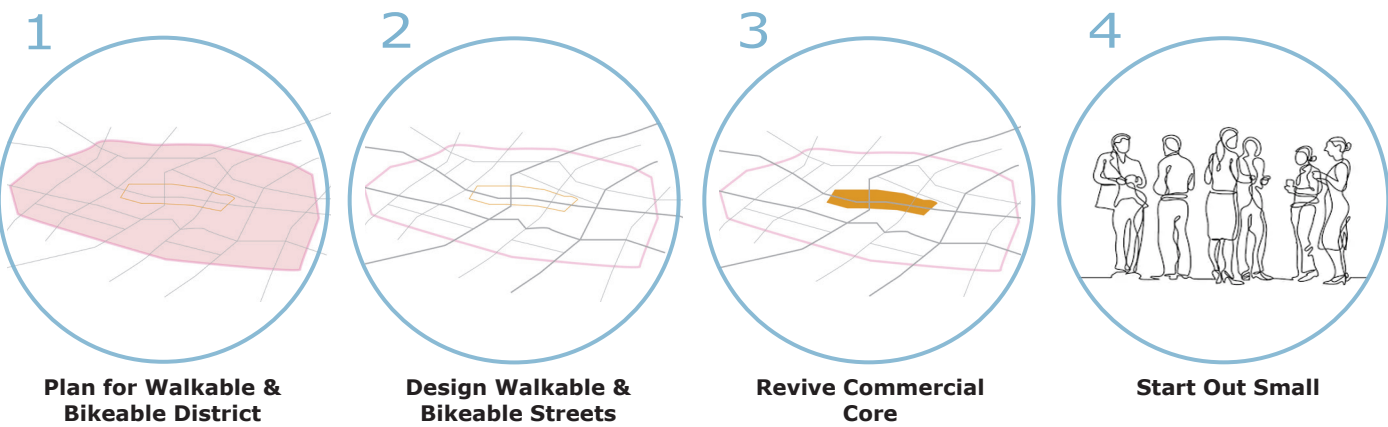 1
2
3
4
Plan for Walkable &
Bikeable District
Design Walkable &
Bikeable Streets
Revive Commercial
Core
Start Out Small